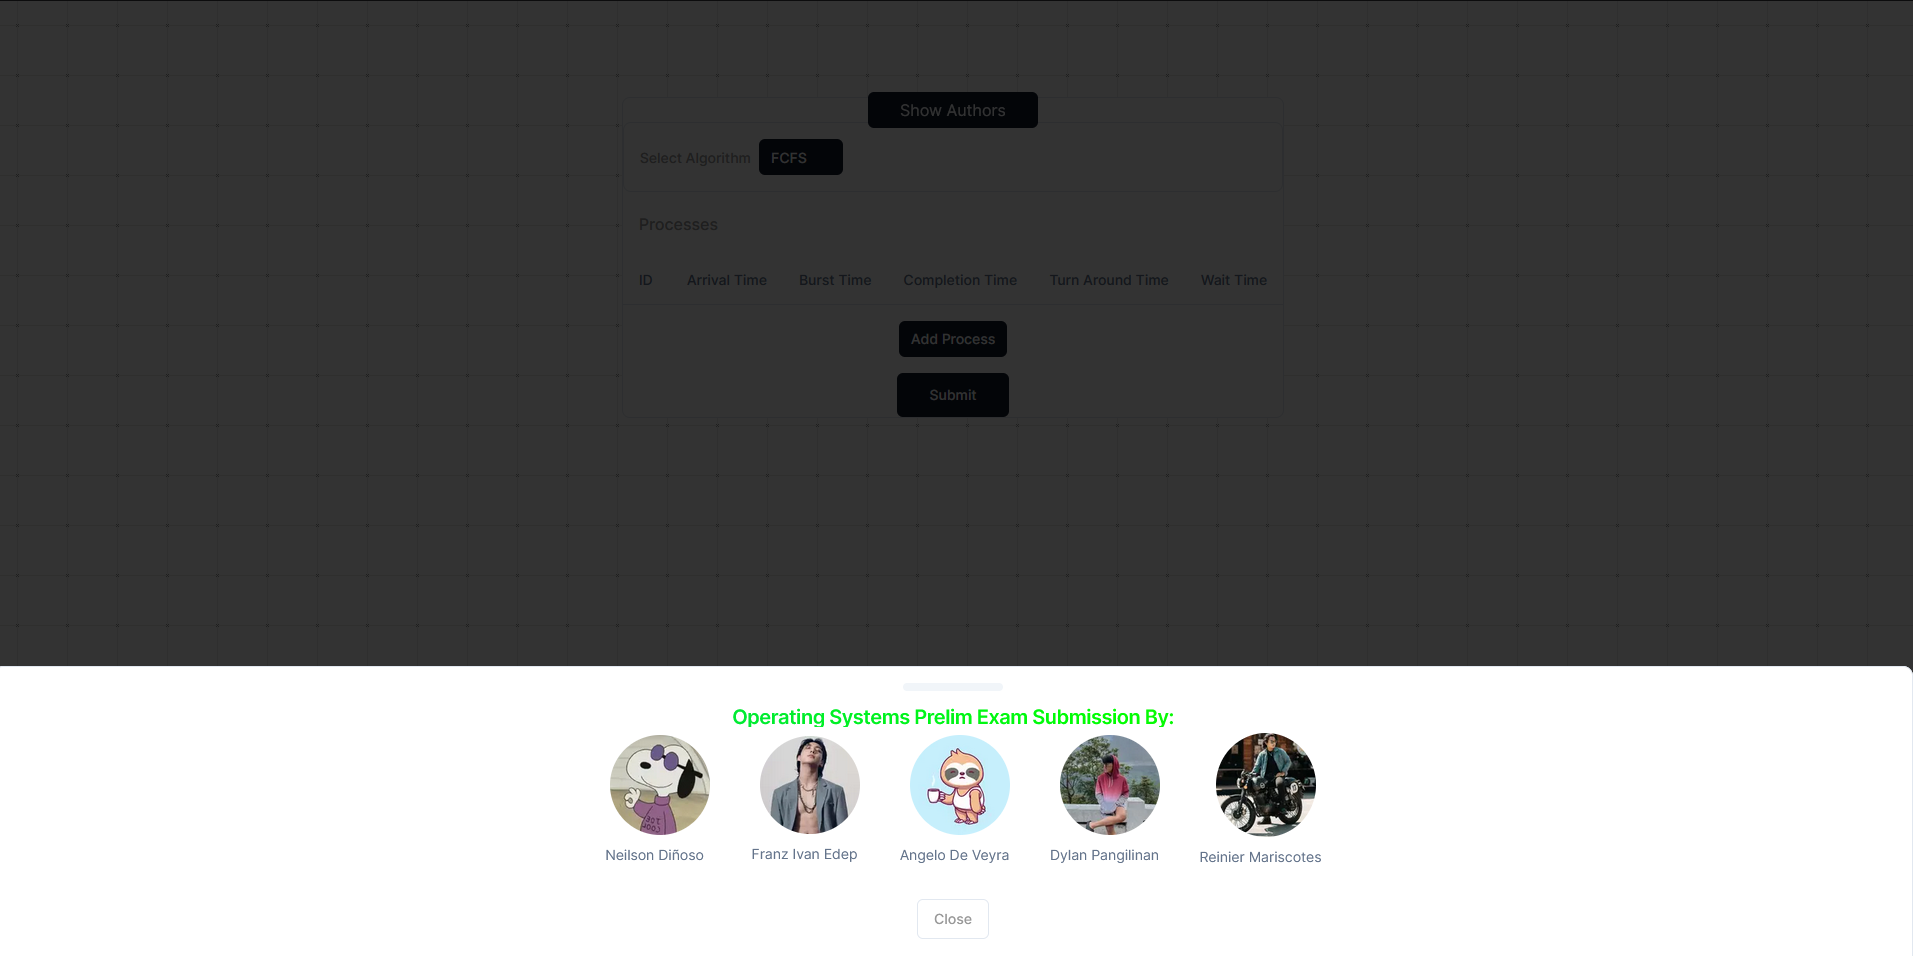 Show Authors
Select Algorithm FCFS
Processes
ID Arrival Time Burst Time Completion Time Turn Around Time Wait Time
Add Process
Submit
Operating Systems Prelim Exam Submission By:
Neilson Diñoso Franz Ivan Edep Angelo De Veyra Dylan Pangilinan Reinier Mariscotes
Close